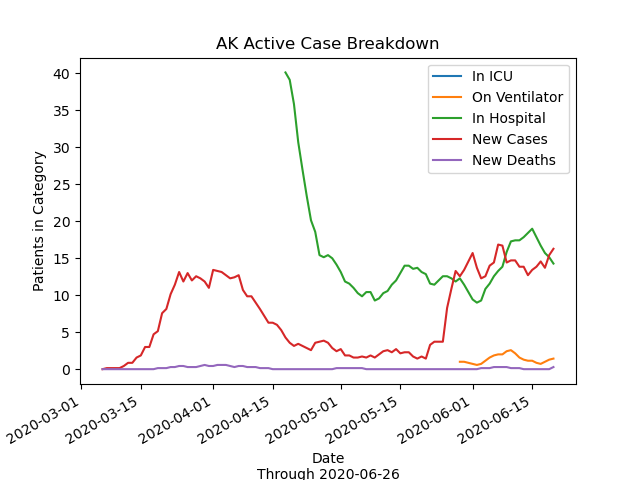 AK Active Case Breakdown
Patients in Category
40
35
30
25
20
15
10
5
0
In ICU
On Ventilator
In Hospital
New Cases
New Deaths
2020-03-01
2020-03-15
2020-04-01
2020-04-15
2020-05-01
2020-05-15
2020-06-01
2020-06-15
Date
Through 2020-06-26